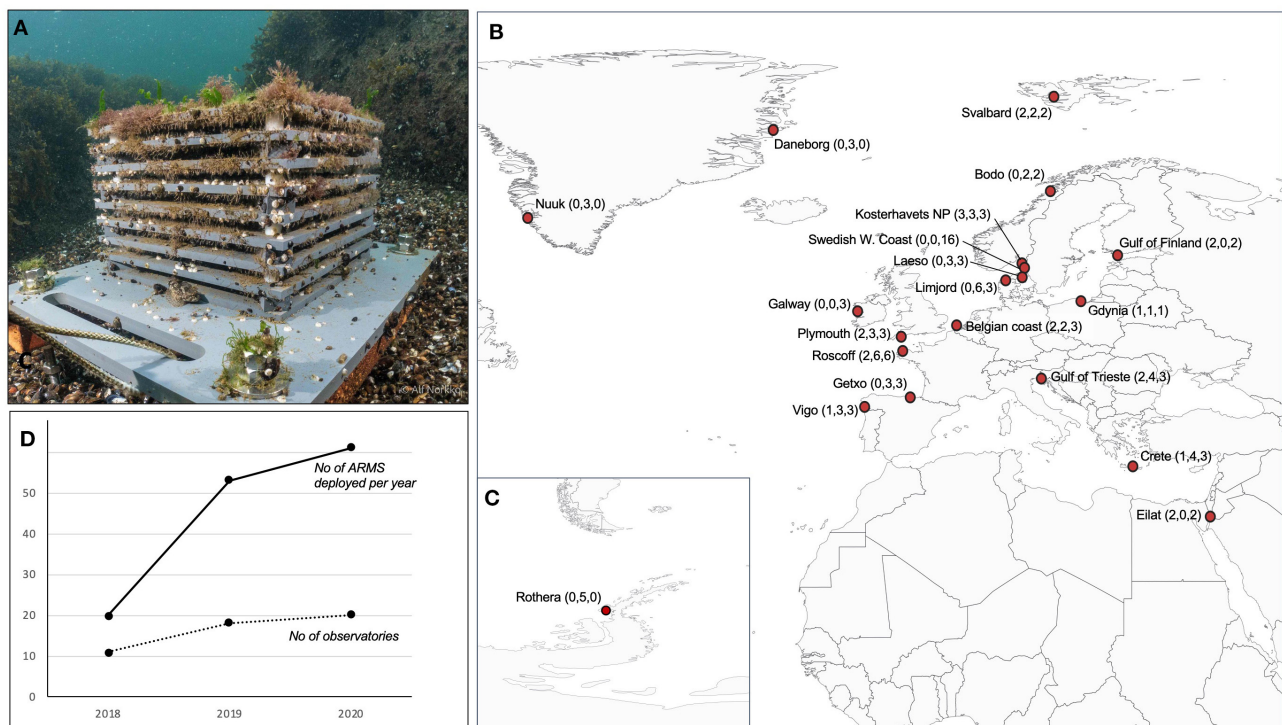 A
© Alf Norkko
C
B
Svalbard (2,2,2)
Daneborg (0,3,0)
Bodo (0,2,2)
Nuuk (0,3,0)
Kosterhavets NP (3,3,3)
Swedish W. Coast (0,0,16)
Gulf of Finland (2,0,2)
Laeso (0,3,3)
Limjord (0,6,3)
Galway (0,0,3)
Gdynia (1,1,1)
Plymouth (2,3,3)
Belgian coast (2,2,3)
Roscoff (2,6,6)
Getxo (0,3,3)
Gulf of Trieste (2,4,3)
Vigo (1,3,3)
Crete (1,4,3)
Eilat (2,0,2)
C
Rothera (0,5,0)
D
No of ARMS
deployed per year
50
40
30
20
No of observatories
10
0
2018 2019 2020